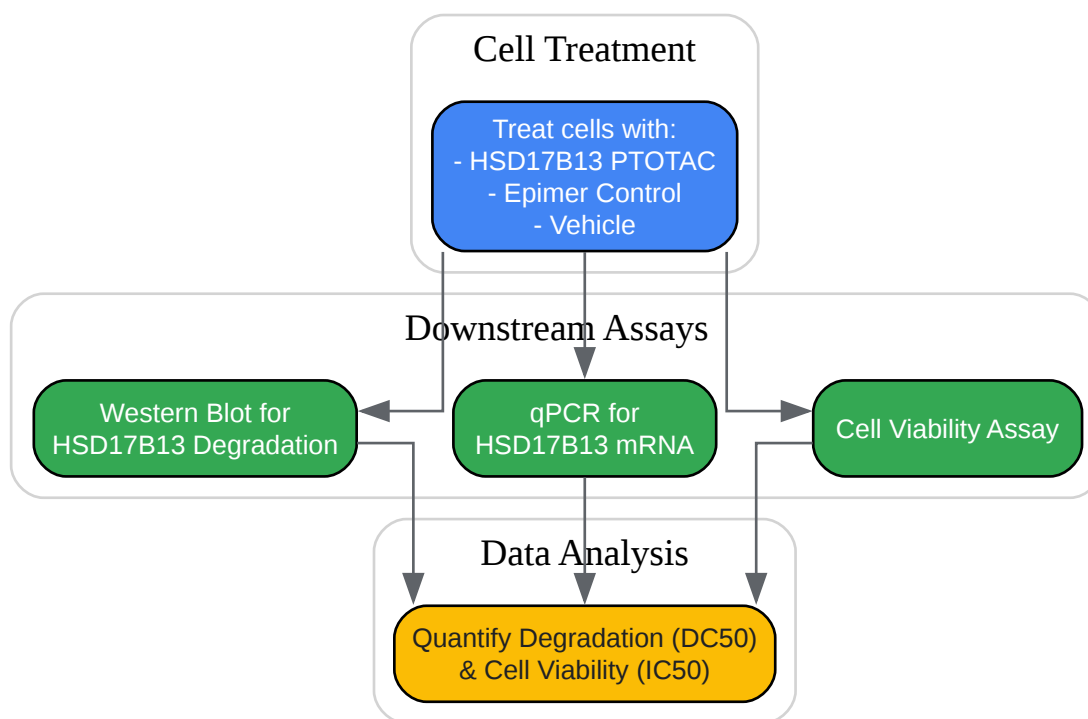 Cell Treatment
Treat cells with:
- HSD17B13 PTOTAC
- Epimer Control
- Vehicle
Downstream Assays
Western Blot for
HSD17B13 Degradation
qPCR for
HSD17B13 mRNA
Cell Viability Assay
Data Analysis
Quantify Degradation (DC50)
& Cell Viability (IC50)